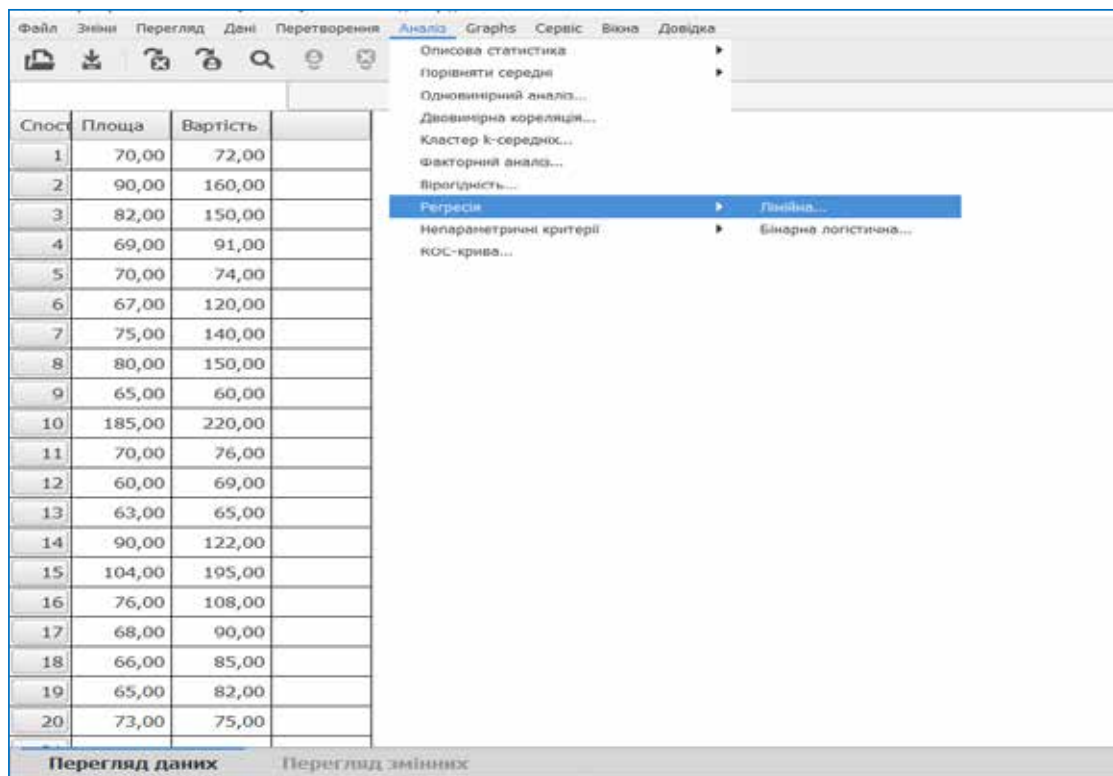 Файл Зміни Перегляд Дані Перетворення Аналіз Graphs Сервіс Вікна Довідка
Описова статистика
Порівняти середні
Одновимірний аналіз...
Двовимірна кореляція...
Кластер k-середніх...
Факторний аналіз...
Вірогідність...
Регресія Лінійна...
Непараметричні критерії Бінарна логістична...
ROC-крива...
Спост Площа Вартість
1 70,00 72,00
2 90,00 160,00
3 82,00 150,00
4 69,00 91,00
5 70,00 74,00
6 67,00 120,00
7 75,00 140,00
8 80,00 150,00
9 65,00 60,00
10 185,00 220,00
11 70,00 76,00
12 60,00 69,00
13 63,00 65,00
14 90,00 122,00
15 104,00 195,00
16 76,00 108,00
17 68,00 90,00
18 66,00 85,00
19 65,00 82,00
20 73,00 75,00
Перегляд даних Перегляд змінних